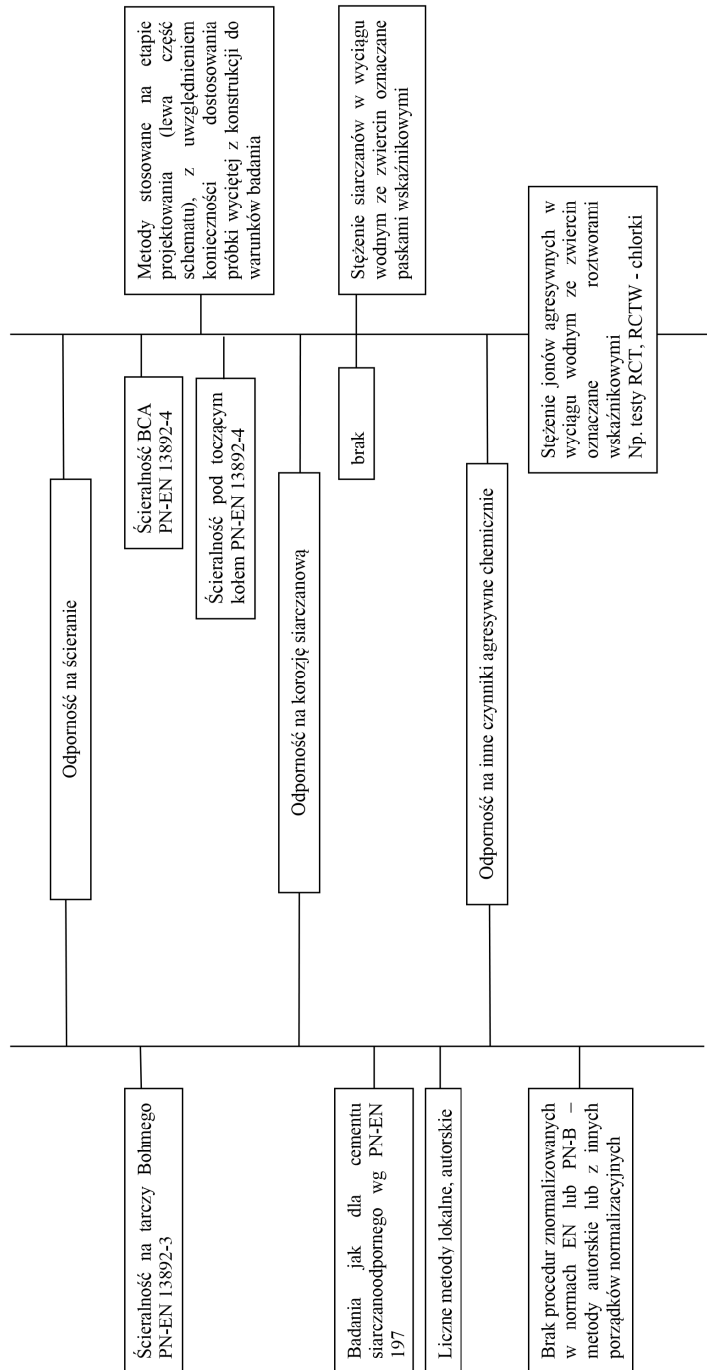 Odporność na ścieranie
Ścieralność na tarczy Bohmego
PN-EN 13892-3
Ścieralność BCA
PN-EN 13892-4
Ścieralność pod toczącym
kołem PN-EN 13892-4
Metody stosowane na etapie
projektowania (lewa część
schematu), z uwzględnieniem
konieczności dostosowania
próbki wyciętej z konstrukcji do
warunków badania
Odporność na korozję siarczanową
Badania jak dla cementu
siarczanoodpornego wg PN-EN
197
Liczne metody lokalne, autorskie
brak
Stężenie siarczanów w wyciągu
wodnym ze zwiercin oznaczane
paskami wskaźnikowymi
Odporność na inne czynniki agresywne chemicznie
Brak procedur znormalizowanych
w normach EN lub PN-B –
metody autorskie lub z innych
porządków normalizacyjnych
Stężenie jonów agresywnych w
wyciągu wodnym ze zwiercin
oznaczane roztworami
wskaźnikowymi
Np. testy RCT, RCTW - chlorki